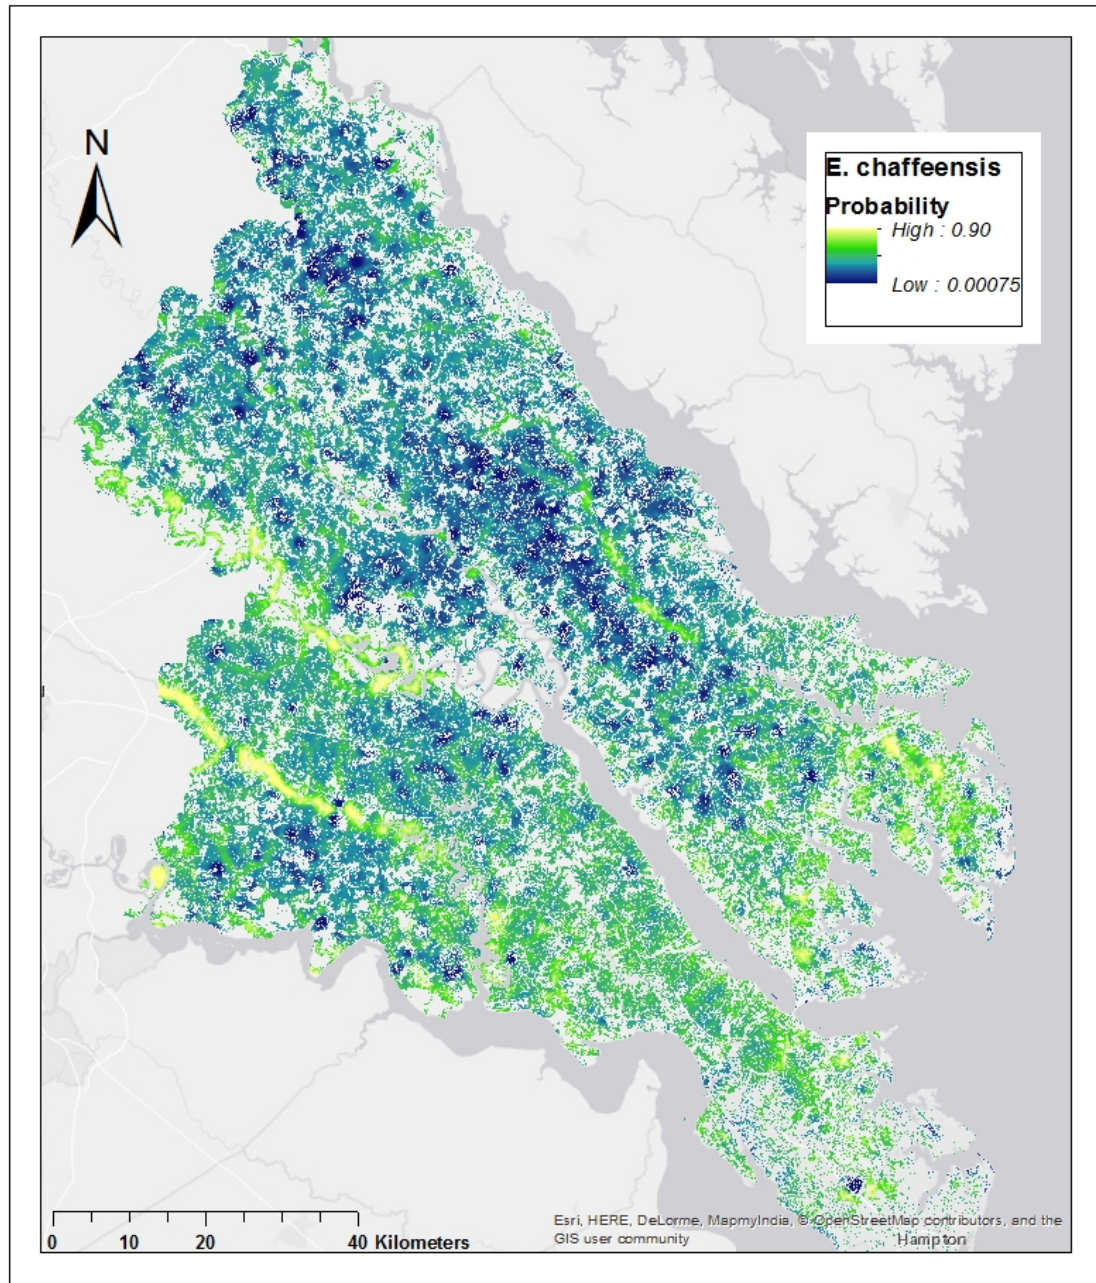 N
E. chaffeensis
Probability
High : 0.90
Low : 0.00075
0 10 20 40 Kilometers
Esri, HERE, DeLorme, MapmyIndia, © OpenStreetMap contributors, and the
GIS user community
Hampton